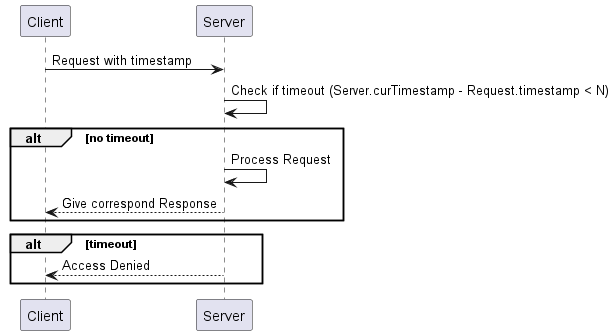 Client Server
Request with timestamp
Check if timeout (Server.curTimestamp - Request.timestamp < N)
alt [no timeout]
Process Request
Give correspond Response
alt [timeout]
Access Denied
Client Server